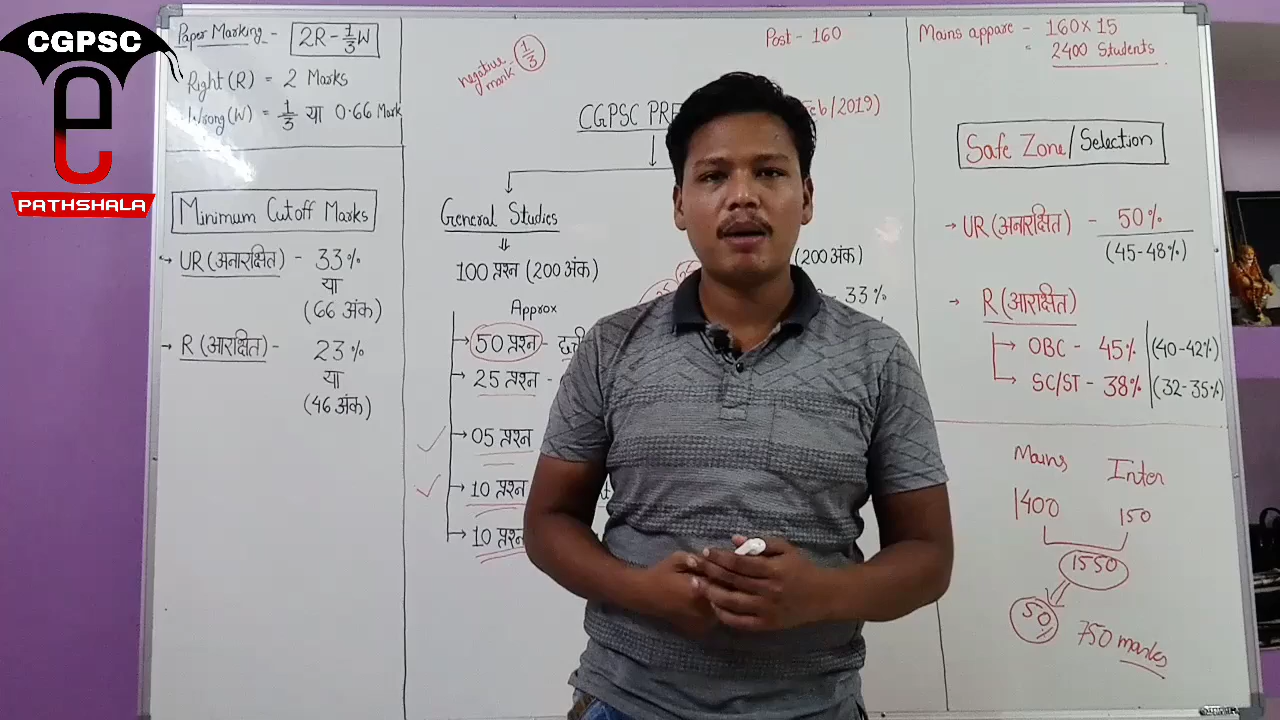 CGPSC
e
PATHSHALA
Paper Marking - 2R - 1/3 W
Right (R) = 2 Marks
Wrong (W) = 1/3 या 0.66 Mark
Minimum Cutoff Marks
UR (अनारक्षित) - 33%
या
(66 अंक)
R (आरक्षित) - 23%
या
(46 अंक)
negative mark - 1/3
Post - 160
CGPSC PRE
/2019)
General Studies
100 प्रश्न (200 अंक)
Approx
50 प्रश्न -
25 प्रश्न -
05 प्रश्न
10 प्रश्न
10 प्रश्न
(200 अंक)
33%
Mains appare - 160 x 15
= 2400 Students
Safe Zone/Selection
UR (अनारक्षित) - 50%
(45-48%)
R (आरक्षित)
OBC - 45% (40-42%)
SC/ST - 38% (32-35%)
Mains Inter
1400 150
1550
50%
750 marks